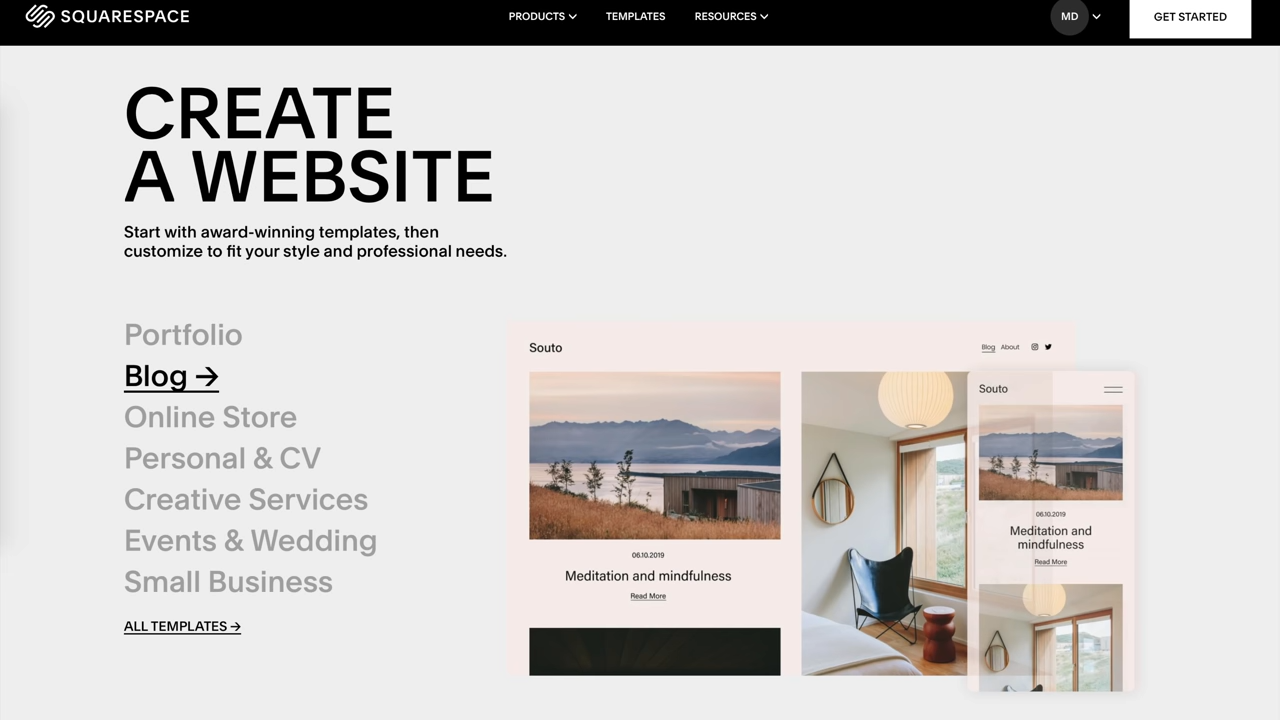 SQUARESPACE
PRODUCTS
TEMPLATES
RESOURCES
MD
GET STARTED
CREATE
A WEBSITE
Start with award-winning templates, then
customize to fit your style and professional needs.
Portfolio
Blog →
Online Store
Personal & CV
Creative Services
Events & Wedding
Small Business
ALL TEMPLATES →
Souto
Blog About
06.10.2019
Meditation and mindfulness
Read More
Souto
06.10.2019
Meditation and
mindfulness
Read More